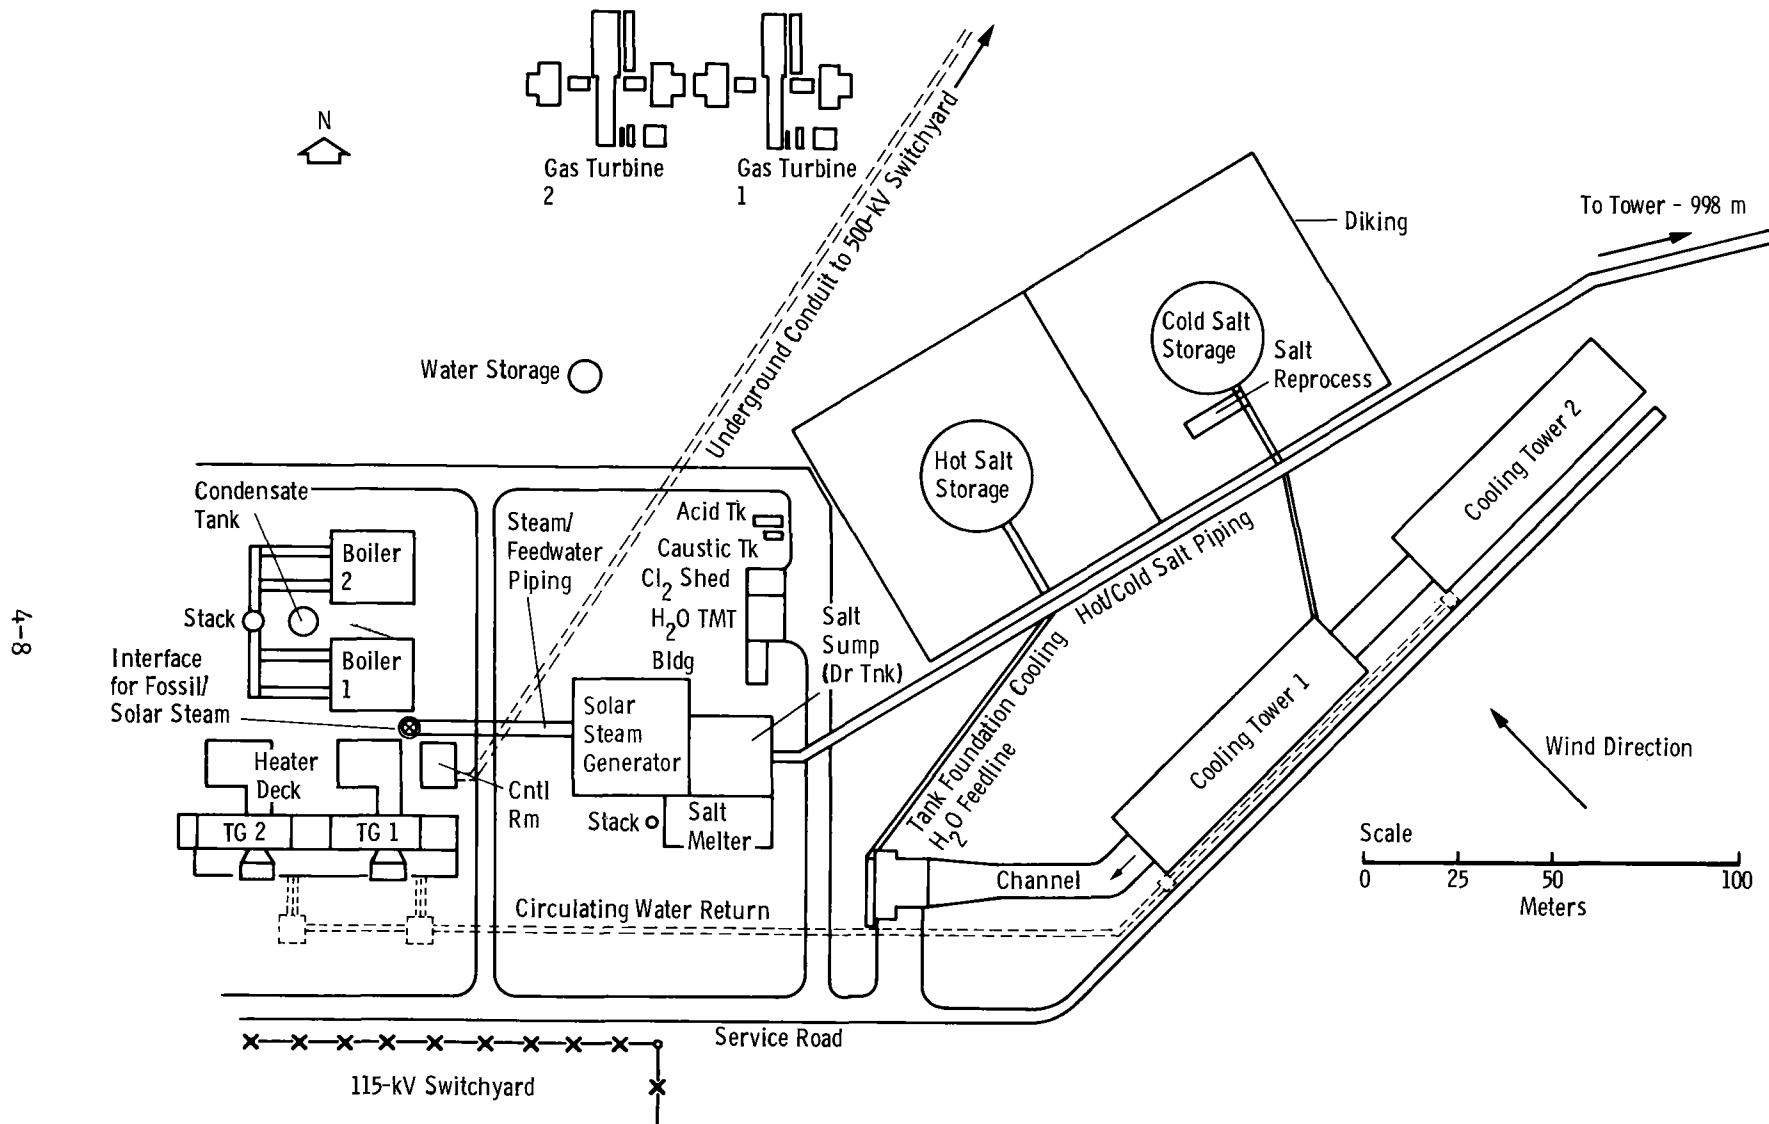 N
Gas Turbine
2
Gas Turbine
1
Underground Conduit to 500-kV Switchyard
Diking
To Tower - 998 m
Cold Salt
Storage
Salt
Reprocess
Water Storage
Hot Salt
Storage
Cooling Tower 2
Condensate
Tank
Steam/
Feedwater
Piping
Acid Tk
Caustic Tk
Cl2 Shed
H2O TMT
Bldg
Boiler
2
Stack
Boiler
1
Hot/Cold Salt Piping
Salt
Sump
(Dr Tnk)
Interface
for Fossil/
Solar Steam
Solar
Steam
Generator
Tank Foundation Cooling
H2O Feedline
Cooling Tower 1
Wind Direction
Heater
Deck
Cntl
Rm
Stack
Salt
Melter
TG 2
TG 1
Scale
0 25 50 100
Meters
Channel
Circulating Water Return
Service Road
115-kV Switchyard
4-8